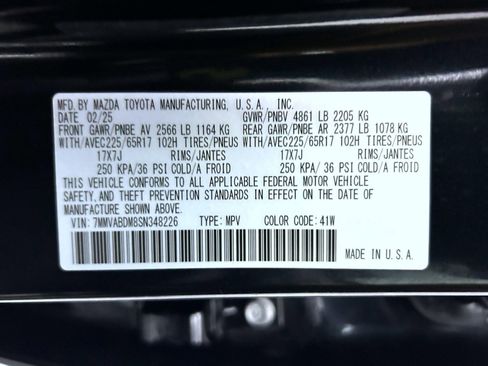 MFD. BY MAZDA TOYOTA MANUFACTURING, U.S.A., INC.
DATE 02/25 GVWR/PNBV 4861 LB 2205 KG
FRONT GAWR/PNBE AV 2566 LB 1164 KG REAR GAWR/PNBE AR 2377 LB 1078 KG
WITH/AVEC225/65R17 102H TIRES/PNEUS WITH/AVEC225/65R17 102H TIRES/PNEUS
17X7J RIMS/JANTES 17X7J RIMS/JANTES
250 KPA/36 PSI COLD/A FROID 250 KPA/36 PSI COLD/A FROID
THIS VEHICLE CONFORMS TO ALL APPLICABLE FEDERAL MOTOR VEHICLE
SAFETY, AND THEFT PREVENTION STANDARDS IN EFFECT ON THE DATE OF
MANUFACTURE SHOWN ABOVE.
VIN: 7MMVABDM8SN348226 TYPE: MPV COLOR CODE: 41W
MADE IN U.S.A.